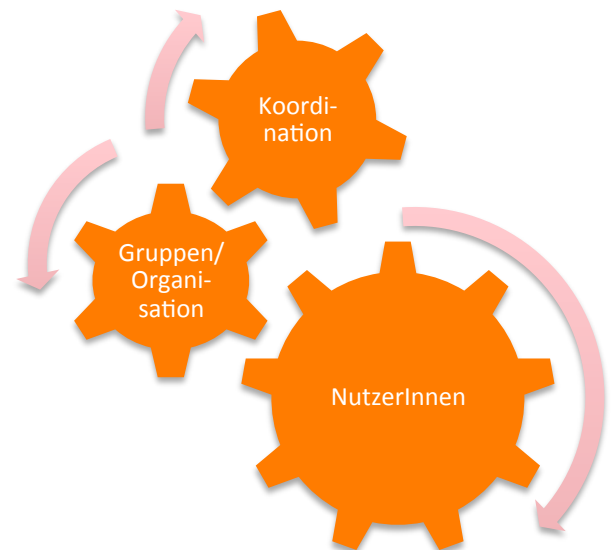 Koordi-
nation
Gruppen/
Organi-
sation
NutzerInnen